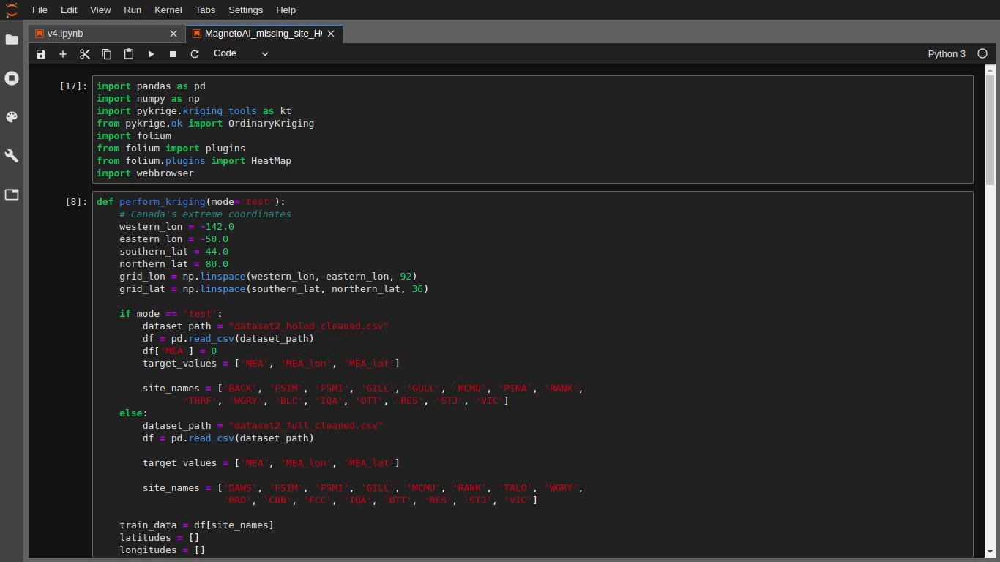 File Edit View Run Kernel Tabs Settings Help
v4.ipynb
MagnetoAI_missing_site_H
Code
Python 3
[17]:
import pandas as pd
import numpy as np
import pykrige.kriging_tools as kt
from pykrige.ok import OrdinaryKriging
import folium
from folium import plugins
from folium.plugins import HeatMap
import webbrowser
[8]:
def perform_kriging(mode='test'):
    # Canada's extreme coordinates
    western_lon = -142.0
    eastern_lon = -50.0
    southern_lat = 44.0
    northern_lat = 80.0
    grid_lon = np.linspace(western_lon, eastern_lon, 92)
    grid_lat = np.linspace(southern_lat, northern_lat, 36)
    if mode == 'test':
        dataset_path = "dataset2_holed_cleaned.csv"
        df = pd.read_csv(dataset_path)
        df['MEA'] = 0
        target_values = ['MEA', 'MEA_lon', 'MEA_lat']
        site_names = ['BACK', 'FSIM', 'FSMI', 'GILL', 'GULL', 'MCMU', 'PINA', 'RANK',
               'THRF', 'WGRY', 'BLC', 'IQA', 'OTT', 'RES', 'STJ', 'VIC']
    else:
        dataset_path = "dataset2_full_cleaned.csv"
        df = pd.read_csv(dataset_path)
        target_values = ['MEA', 'MEA_lon', 'MEA_lat']
        site_names = ['DAWS', 'FSIM', 'FSMI', 'GILL', 'MCMU', 'RANK', 'TALO', 'WGRY',
                      'BRD', 'CBB', 'FCC', 'IQA', 'OTT', 'RES', 'STJ', 'VIC']
    train_data = df[site_names]
    latitudes = []
    longitudes = []